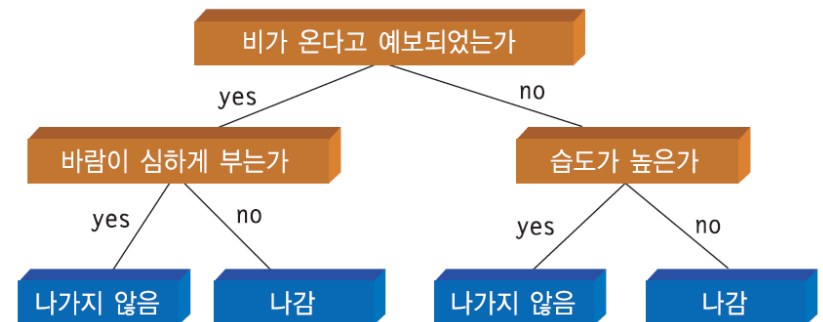 비가 온다고 예보되었는가
yes
no
바람이 심하게 부는가
습도가 높은가
yes
no
yes
no
나가지 않음
나감
나가지 않음
나감